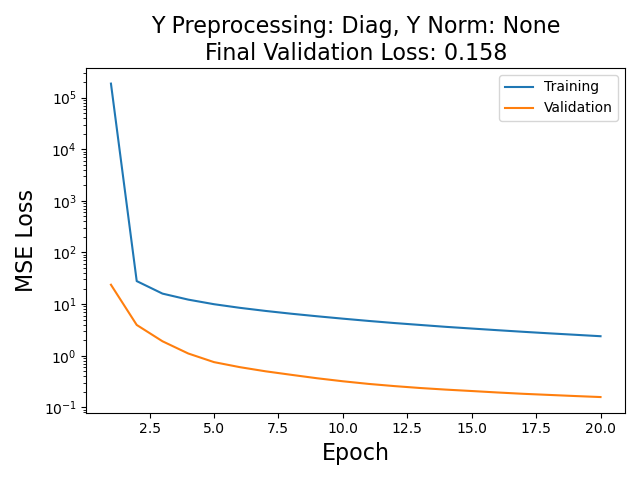 Y Preprocessing: Diag, Y Norm: None
Final Validation Loss: 0.158
Training
Validation
10^5
10^4
10^3
10^2
10^1
10^0
10^-1
MSE Loss
2.5 5.0 7.5 10.0 12.5 15.0 17.5 20.0
Epoch